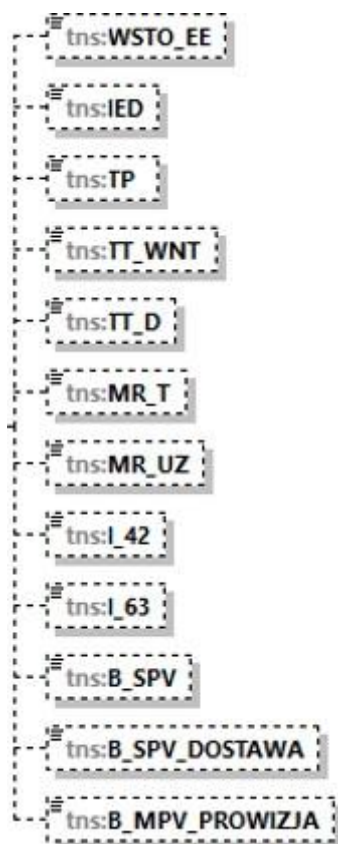 tns:WSTO_EE
tns:IED
tns:TP
tns:TT_WNT
tns:TT_D
tns:MR_T
tns:MR_UZ
tns:I_42
tns:I_63
tns:B_SPV
tns:B_SPV_DOSTAWA
tns:B_MPV_PROWIZJA